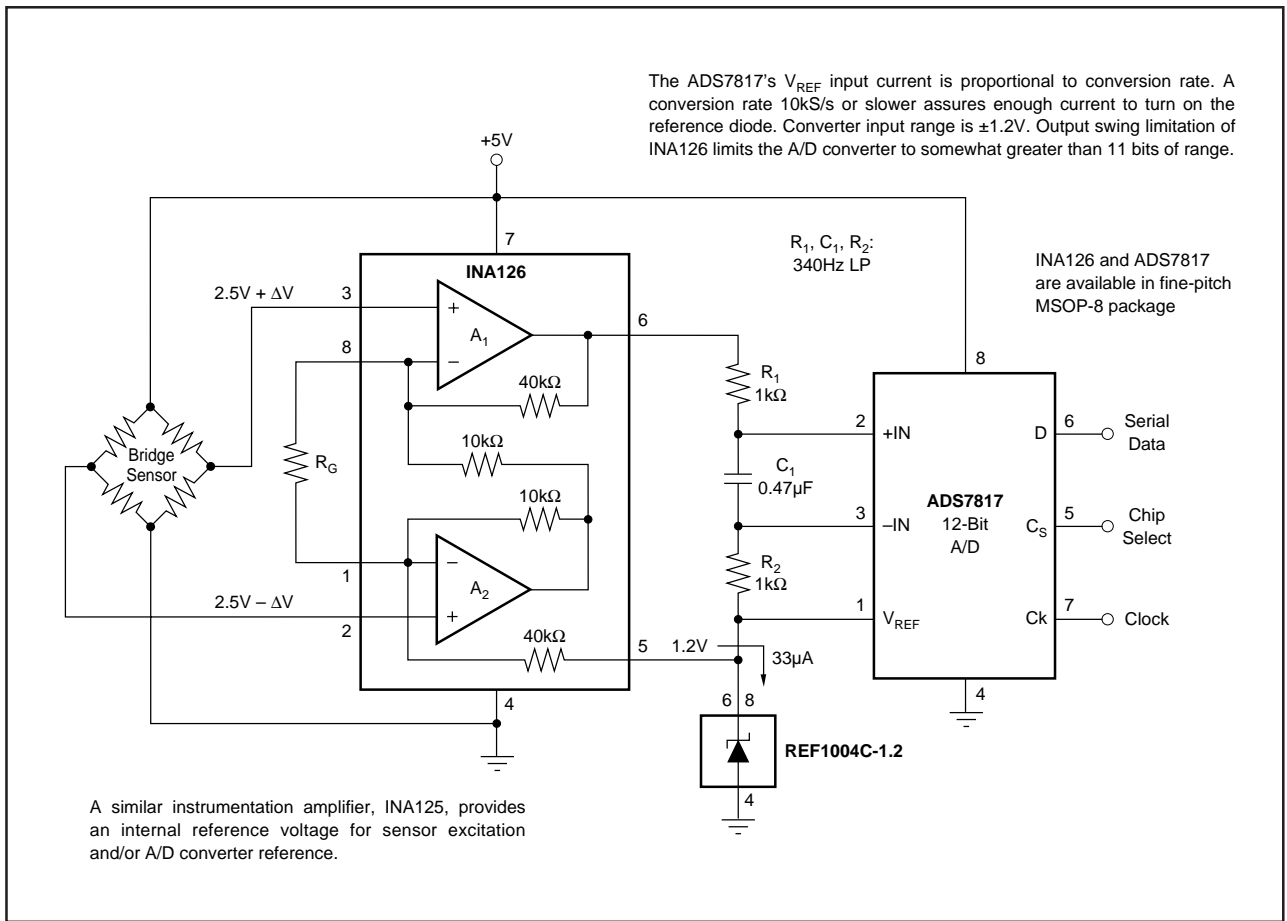 The ADS7817's VREF input current is proportional to conversion rate. A
conversion rate 10kS/s or slower assures enough current to turn on the
reference diode. Converter input range is ±1.2V. Output swing limitation of
INA126 limits the A/D converter to somewhat greater than 11 bits of range.
+5V
7
R1, C1, R2:
340Hz LP
INA126 and ADS7817
are available in fine-pitch
MSOP-8 package
INA126
2.5V + ΔV
3
+
A1
6
8
–
40kΩ
R1
1kΩ
8
2
+IN
D
6
Serial
Data
Bridge
Sensor
RG
10kΩ
10kΩ
C1
0.47µF
ADS7817
12-Bit
A/D
3
–IN
CS
5
Chip
Select
1
–
A2
+
R2
1kΩ
2.5V – ΔV
2
1
VREF
Ck
7
Clock
40kΩ
5
1.2V
33µA
4
4
6
8
REF1004C-1.2
4
A similar instrumentation amplifier, INA125, provides
an internal reference voltage for sensor excitation
and/or A/D converter reference.